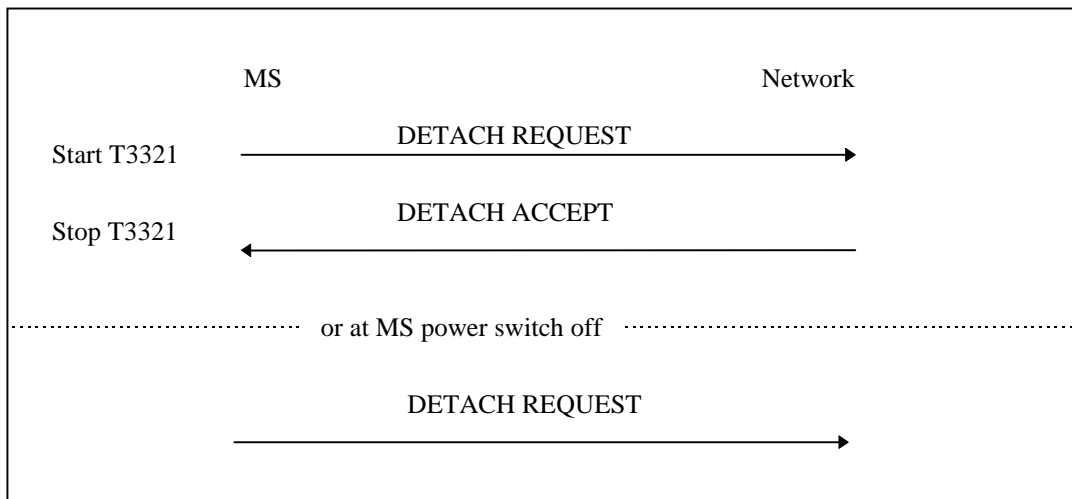 MS Network
Start T3321 DETACH REQUEST
Stop T3321 DETACH ACCEPT
or at MS power switch off
DETACH REQUEST